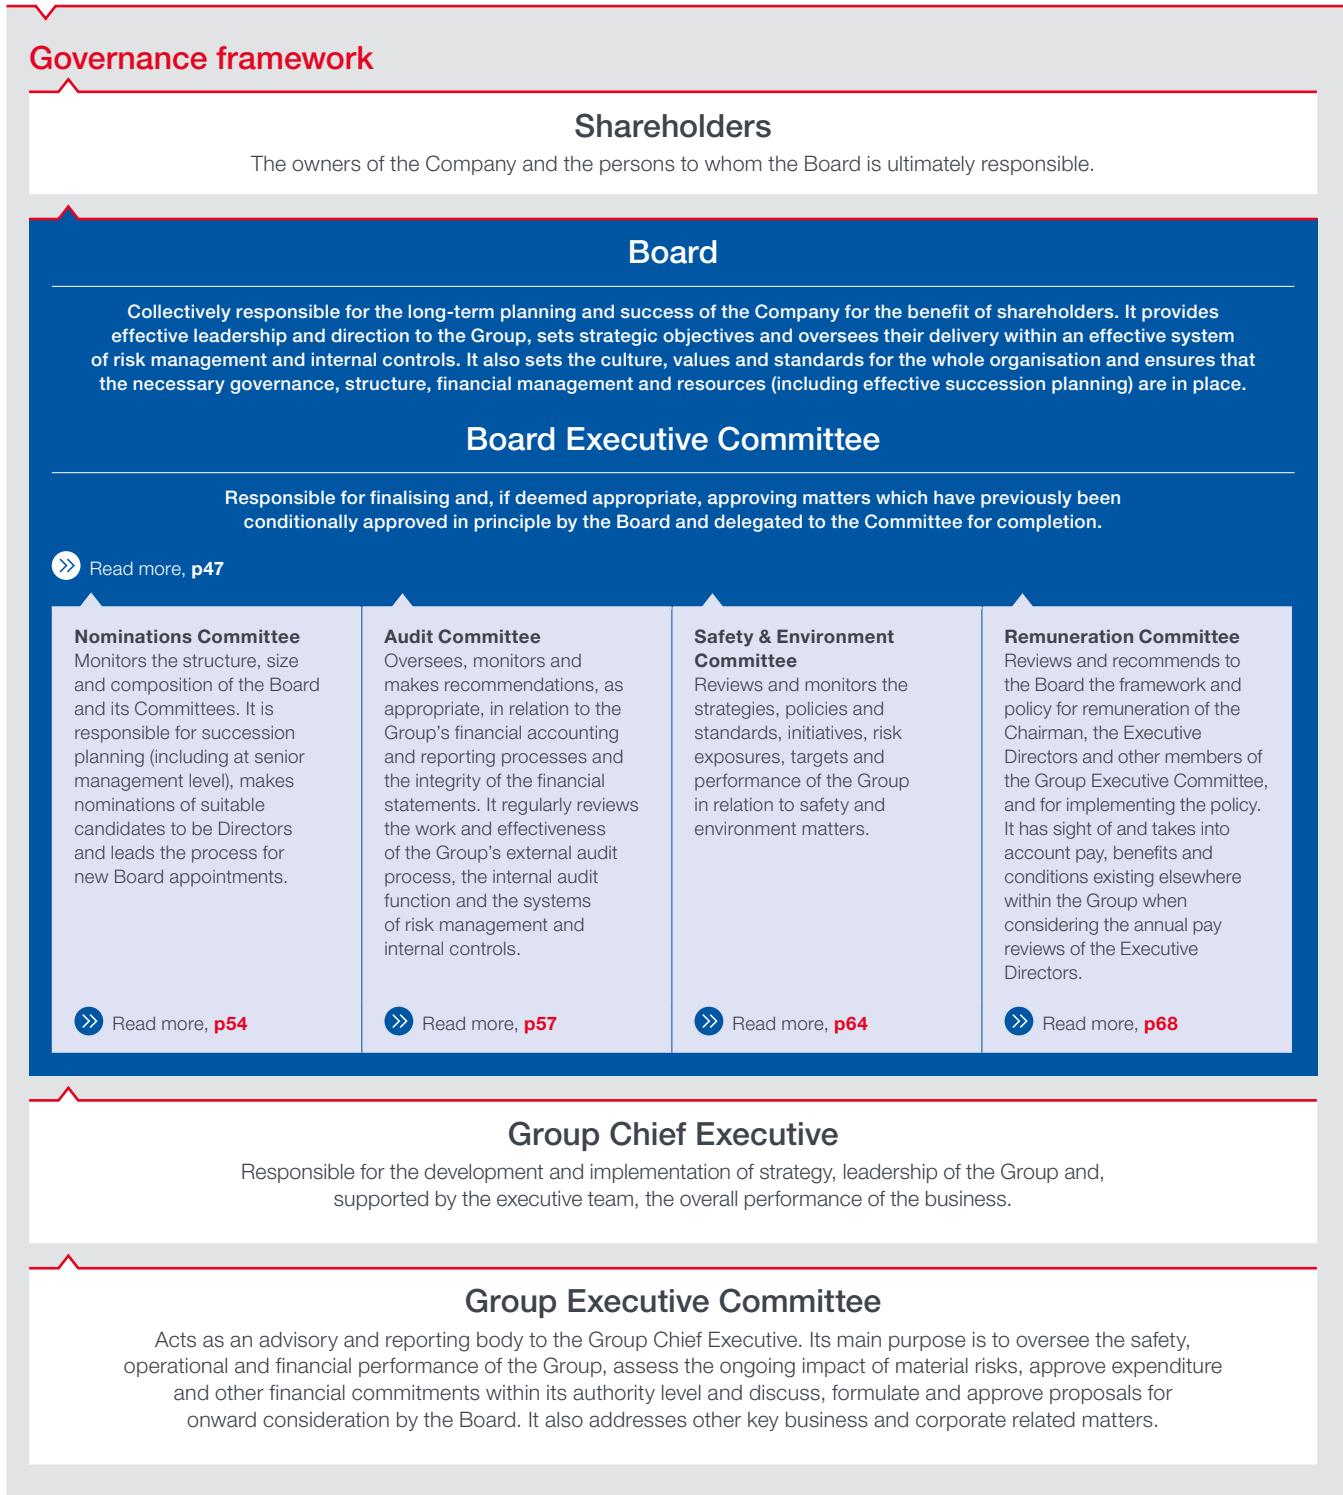 Governance framework
Shareholders
The owners of the Company and the persons to whom the Board is ultimately responsible.
Board
Collectively responsible for the long-term planning and success of the Company for the benefit of shareholders. It provides
effective leadership and direction to the Group, sets strategic objectives and oversees their delivery within an effective system
of risk management and internal controls. It also sets the culture, values and standards for the whole organisation and ensures that
the necessary governance, structure, financial management and resources (including effective succession planning) are in place.
Board Executive Committee
Responsible for finalising and, if deemed appropriate, approving matters which have previously been
conditionally approved in principle by the Board and delegated to the Committee for completion.
Read more, p47
Nominations Committee
Monitors the structure, size
and composition of the Board
and its Committees. It is
responsible for succession
planning (including at senior
management level), makes
nominations of suitable
candidates to be Directors
and leads the process for
new Board appointments.
Read more, p54
Audit Committee
Oversees, monitors and
makes recommendations, as
appropriate, in relation to the
Group's financial accounting
and reporting processes and
the integrity of the financial
statements. It regularly reviews
the work and effectiveness
of the Group's external audit
process, the internal audit
function and the systems
of risk management and
internal controls.
Read more, p57
Safety & Environment
Committee
Reviews and monitors the
strategies, policies and
standards, initiatives, risk
exposures, targets and
performance of the Group
in relation to safety and
environment matters.
Read more, p64
Remuneration Committee
Reviews and recommends to
the Board the framework and
policy for remuneration of the
Chairman, the Executive
Directors and other members of
the Group Executive Committee,
and for implementing the policy.
It has sight of and takes into
account pay, benefits and
conditions existing elsewhere
within the Group when
considering the annual pay
reviews of the Executive
Directors.
Read more, p68
Group Chief Executive
Responsible for the development and implementation of strategy, leadership of the Group and,
supported by the executive team, the overall performance of the business.
Group Executive Committee
Acts as an advisory and reporting body to the Group Chief Executive. Its main purpose is to oversee the safety,
operational and financial performance of the Group, assess the ongoing impact of material risks, approve expenditure
and other financial commitments within its authority level and discuss, formulate and approve proposals for
onward consideration by the Board. It also addresses other key business and corporate related matters.